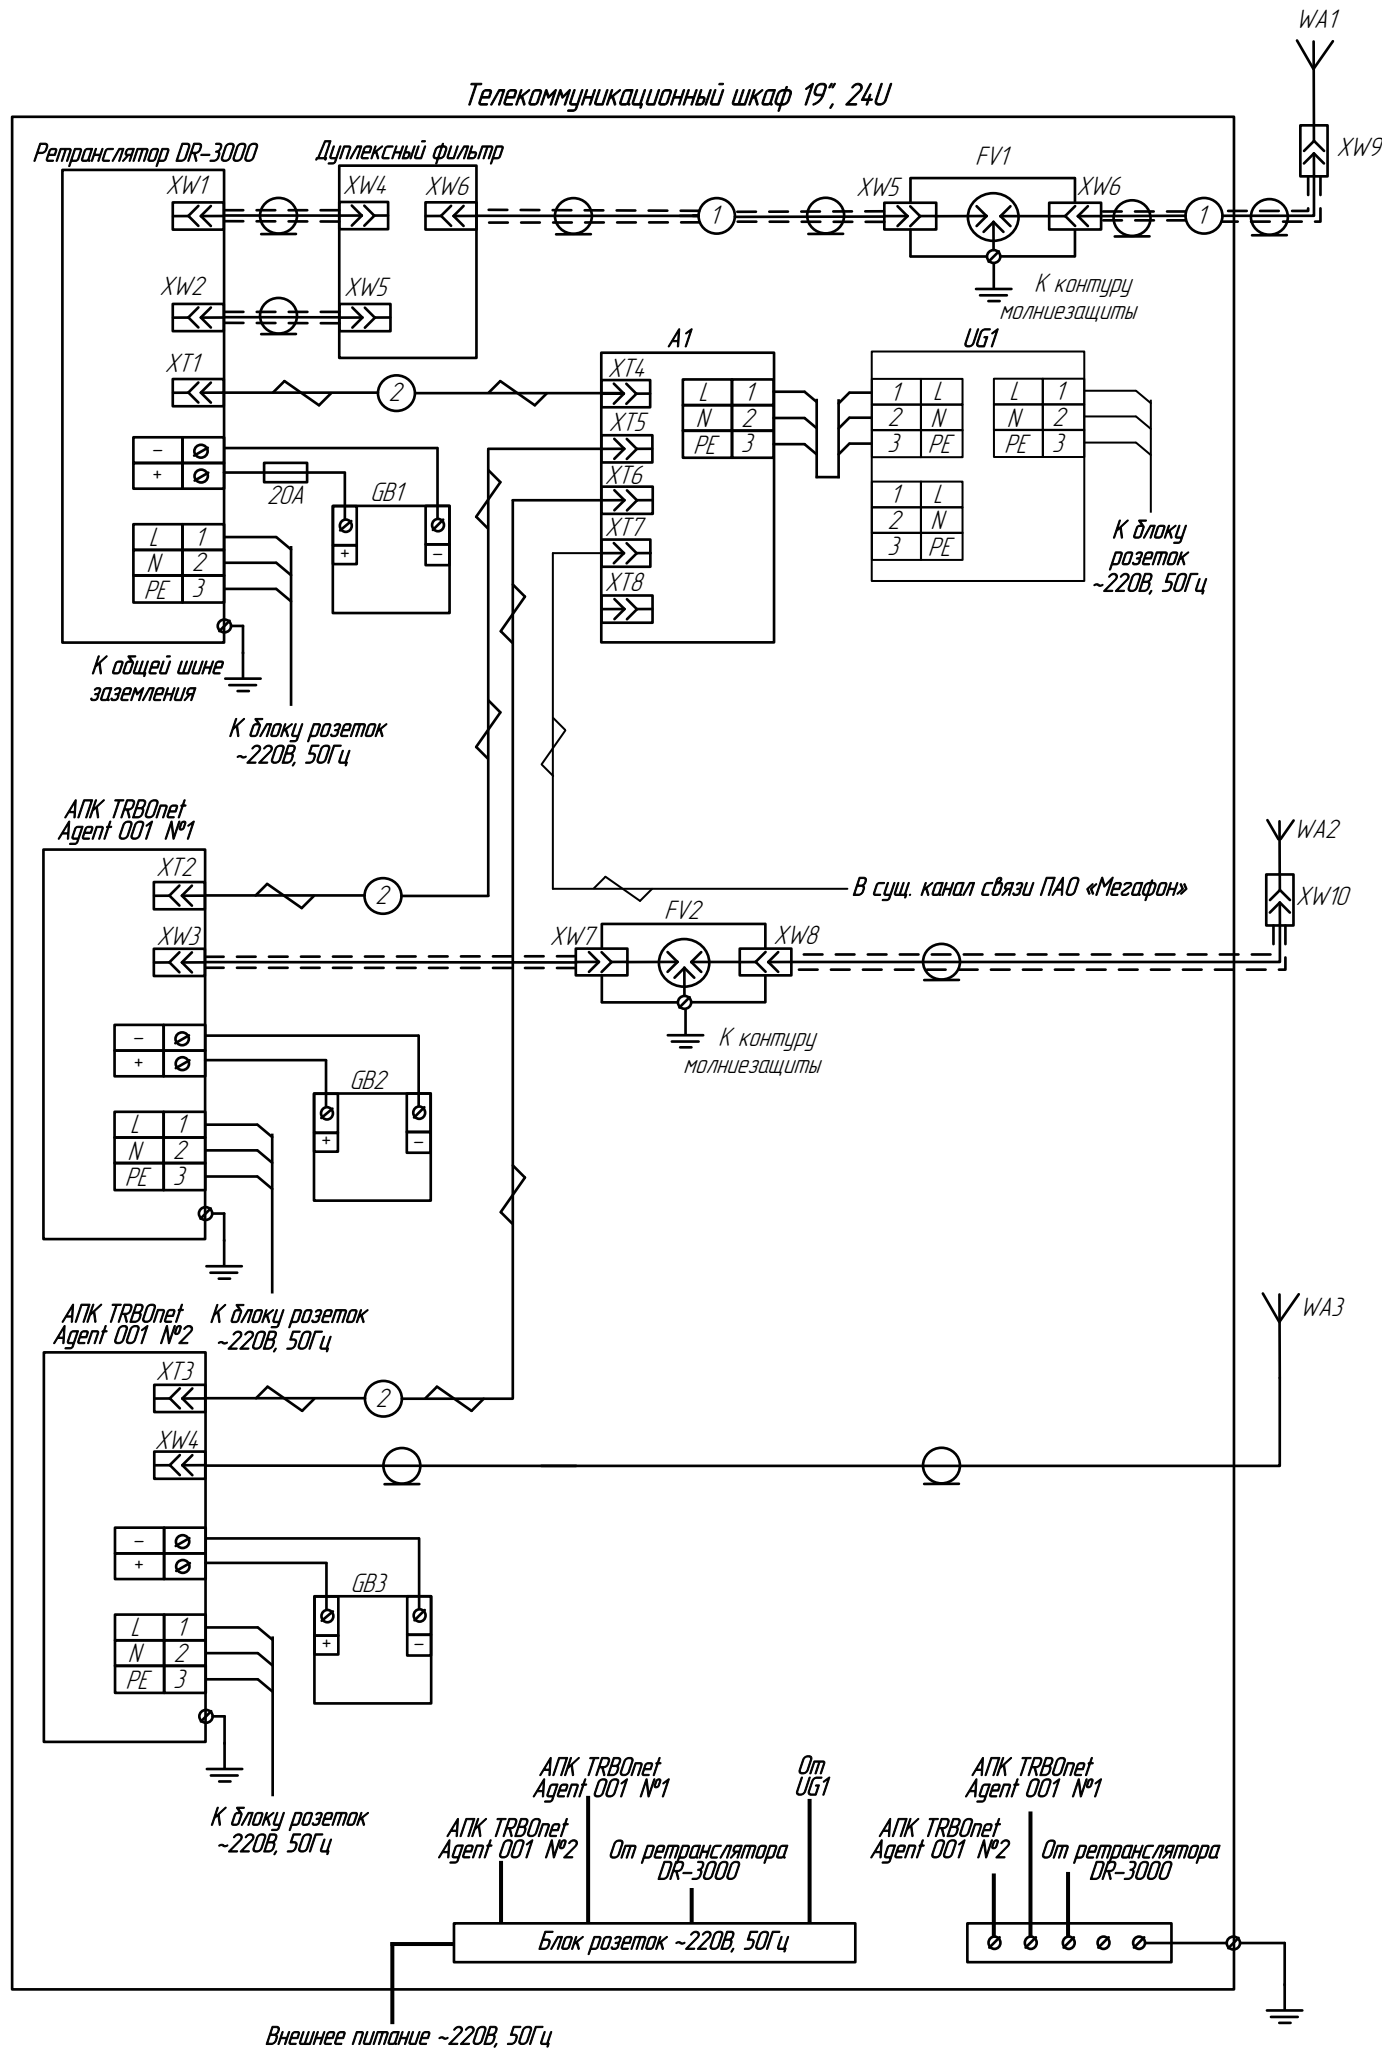 WA1
Телекоммуникационный шкаф 19", 24U
XW9
Ретранслятор DR-3000
Дуплексный фильтр
FV1
XW1
XW4
XW6
XW5
XW6
1
1
XW2
XW5
К контуру
молниезащиты
XT1
2
A1
UG1
XT4
L 1
N 2
PE 3
1 L
2 N
3 PE
L 1
N 2
PE 3
XT5
XT6
XT7
XT8
1 L
2 N
3 PE
К блоку
розеток
~220В, 50Гц
–
+
20А
GB1
+
–
L 1
N 2
PE 3
К общей шине
заземления
К блоку розеток
~220В, 50Гц
АПК TRBOnet
Agent 001 №1
WA2
XW10
XT2
2
В сущ. канал связи ПАО «Мегафон»
XW3
FV2
XW7
XW8
К контуру
молниезащиты
–
+
GB2
+
–
L 1
N 2
PE 3
К блоку розеток
~220В, 50Гц
АПК TRBOnet
Agent 001 №2
WA3
XT3
2
XW4
–
+
GB3
+
–
L 1
N 2
PE 3
К блоку розеток
~220В, 50Гц
АПК TRBOnet
Agent 001 №1
От
UG1
АПК TRBOnet
Agent 001 №2
От ретранслятора
DR-3000
АПК TRBOnet
Agent 001 №1
АПК TRBOnet
Agent 001 №2
От ретранслятора
DR-3000
Блок розеток ~220В, 50Гц
Внешнее питание ~220В, 50Гц